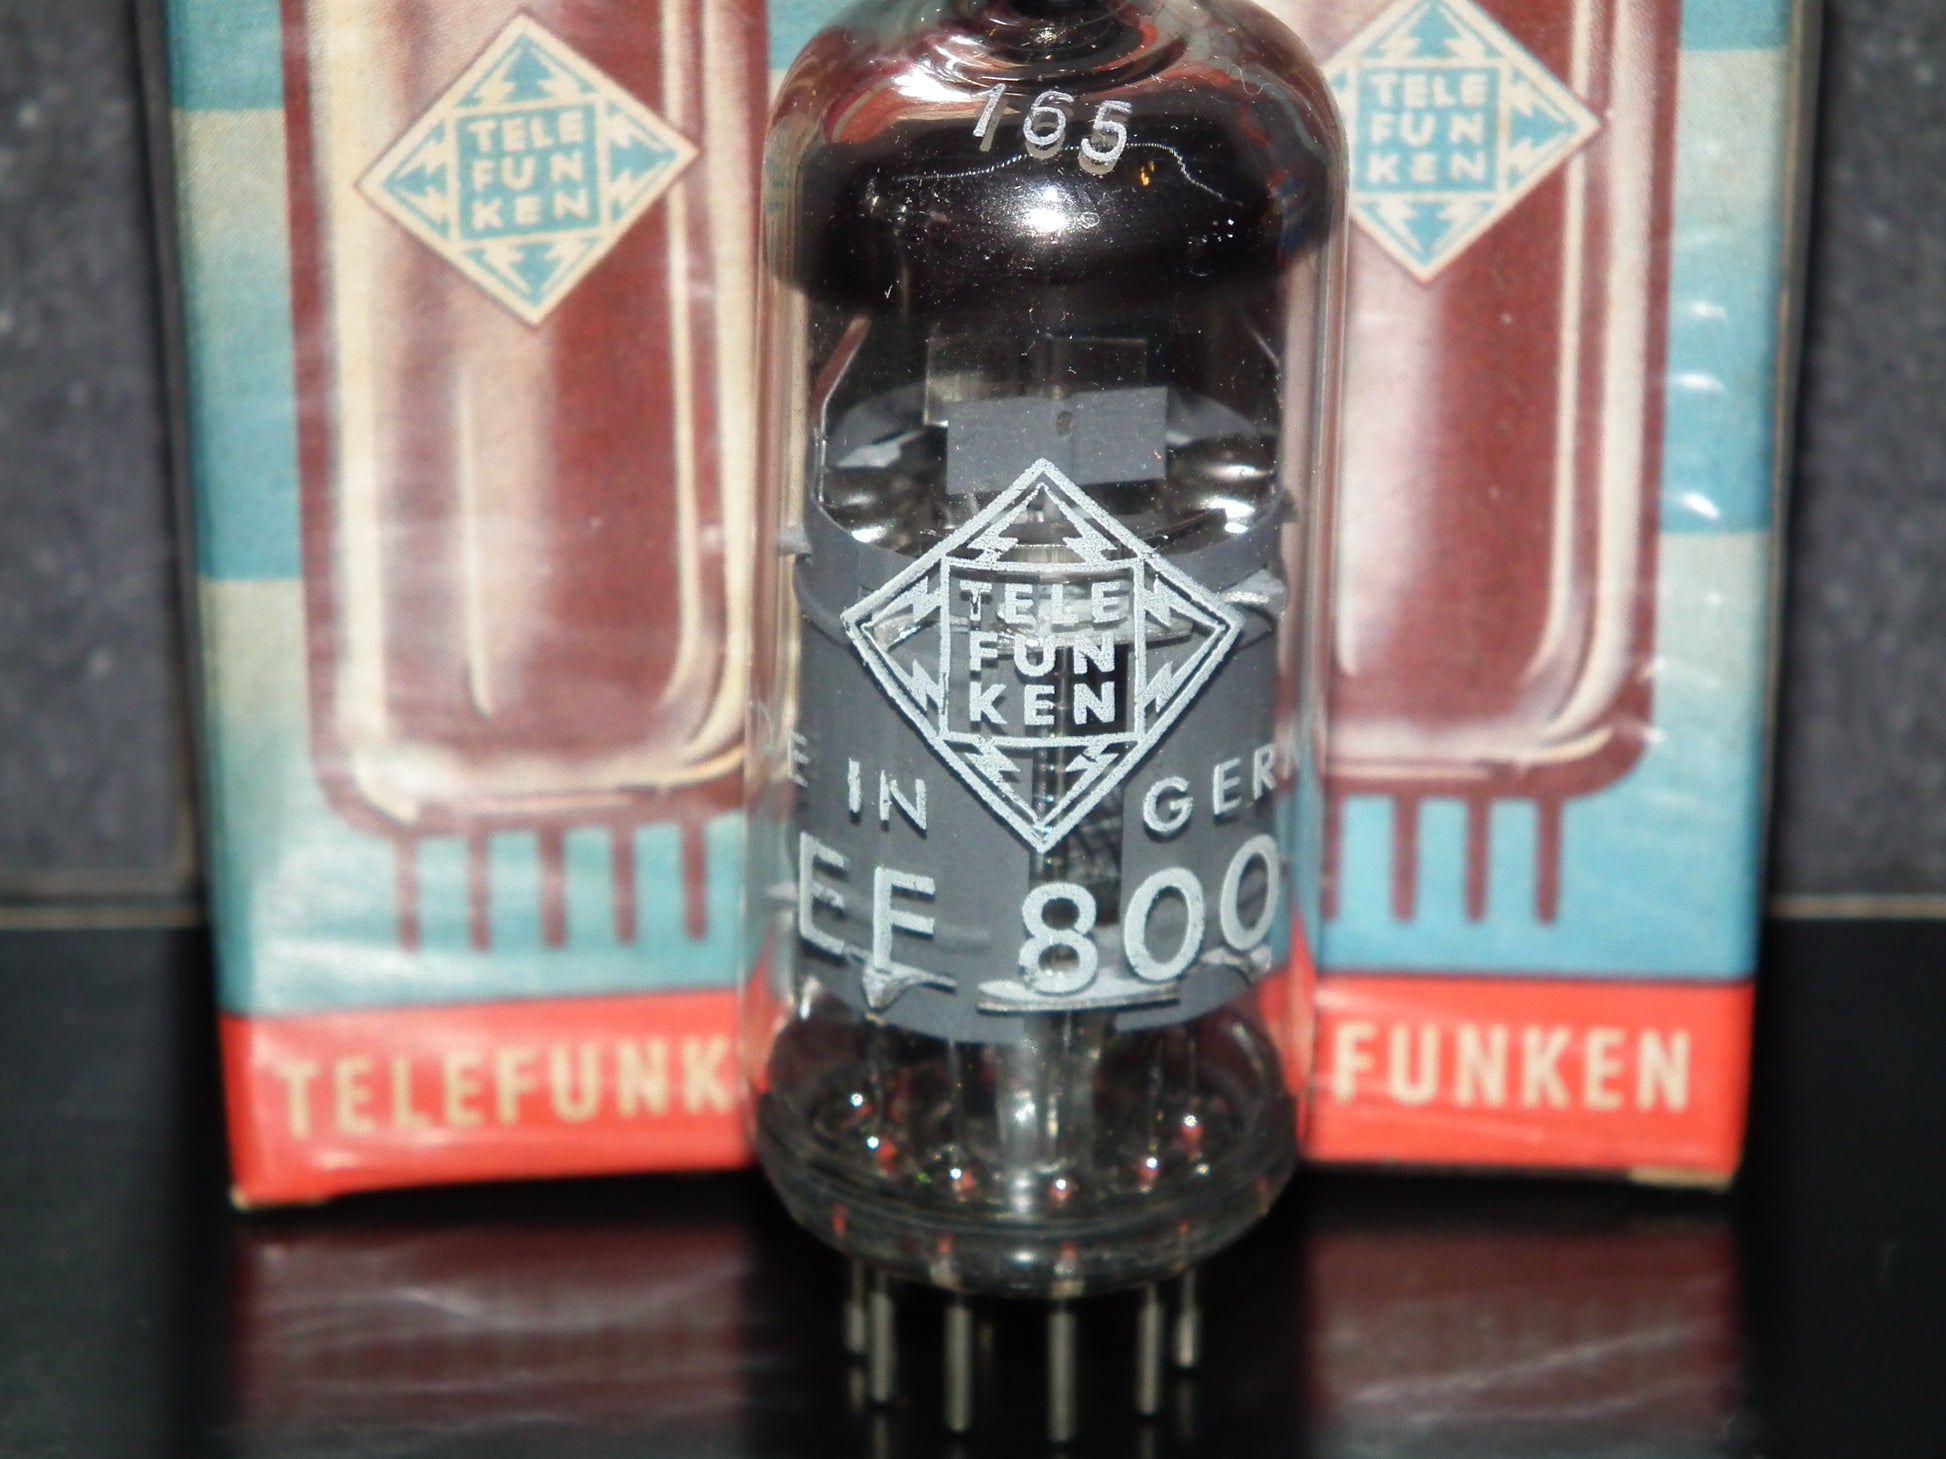 TELE
FUN
KEN
165
TELE
FUN
KEN
TELE
FUN
KEN
E IN GER
EF 800
TELEFUNK
FUNKEN